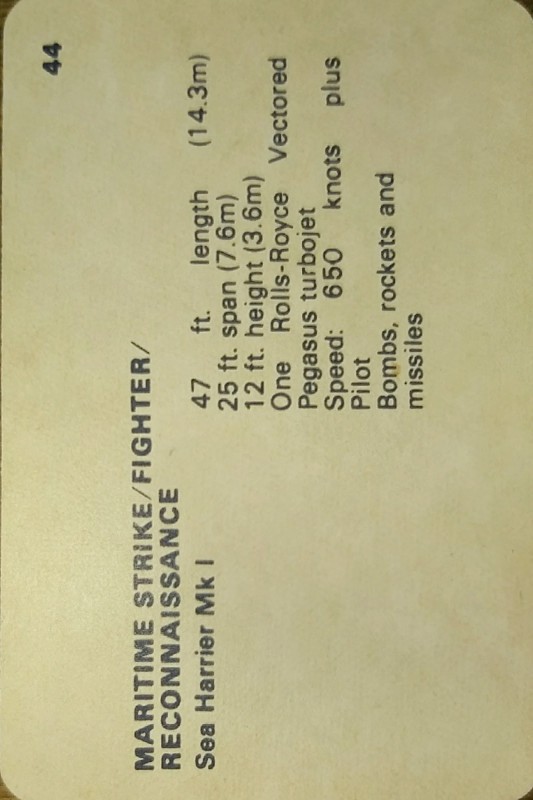 44
MARITIME STRIKE/FIGHTER/
RECONNAISSANCE
Sea Harrier Mk I
47 ft. length (14.3m)
25 ft. span (7.6m)
12 ft. height (3.6m)
One Rolls-Royce Vectored
Pegasus turbojet
Speed: 650 knots plus
Pilot
Bombs, rockets and
missiles